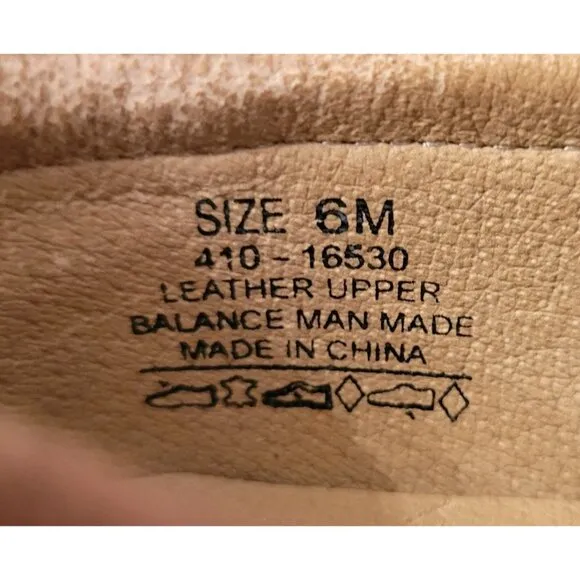 SIZE 6M
410-16530
LEATHER UPPER
BALANCE MAN MADE
MADE IN CHINA